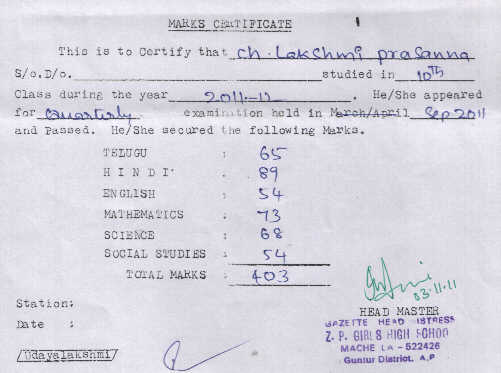 MARKS CERTIFICATE
This is to Certify that ch. Lakshmi prasanna
S/o.D/o. studied in 10th
Class during the year 2011-12 . He/She appeared
for Quarterly examination held in March/April Sep 2011
and Passed. He/She secured the following Marks.
TELUGU : 65
HINDI : 89
ENGLISH : 54
MATHEMATICS : 73
SCIENCE : 68
SOCIAL STUDIES : 54
TOTAL MARKS : 403
03.11.11
Station:
HEAD MASTER
Date :
GAZETTE HEAD MISTRESS
Z. P. GIRLS HIGH SCHOO
MACHE LA - 522426
Guntur District. A.P
/Udayalakshmi/